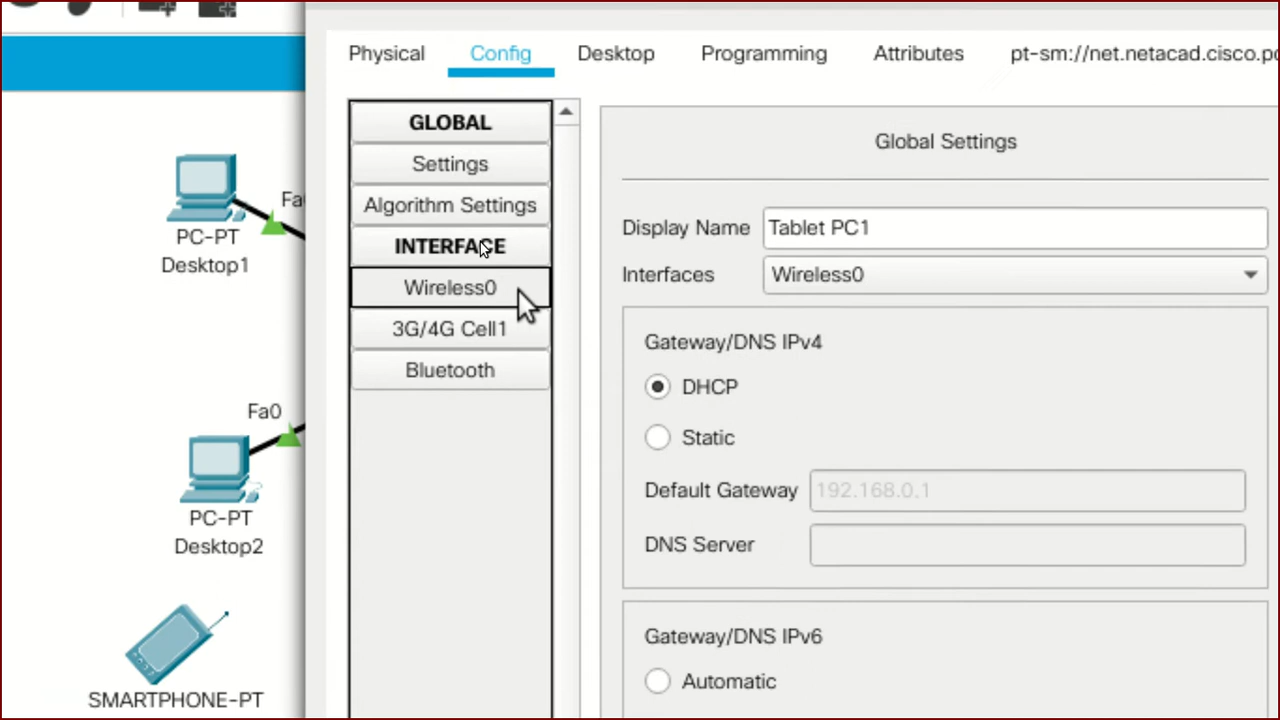 Physical
Config
Desktop
Programming
Attributes
pt-sm://net.netacad.cisco.po
GLOBAL
Settings
Algorithm Settings
INTERFACE
Wireless0
3G/4G Cell1
Bluetooth
Global Settings
Display Name Tablet PC1
Interfaces Wireless0
Gateway/DNS IPv4
DHCP
Static
Default Gateway 192.168.0.1
DNS Server
Gateway/DNS IPv6
Automatic
Fa0
PC-PT
Desktop1
Fa0
PC-PT
Desktop2
SMARTPHONE-PT